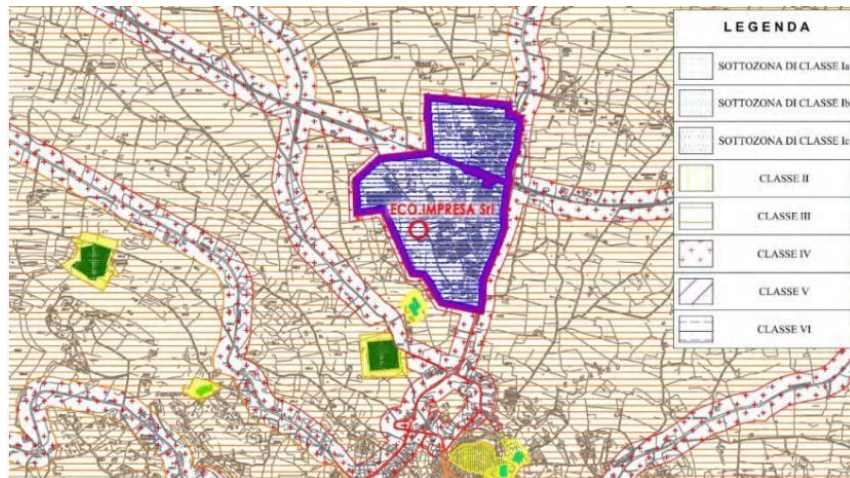 LEGENDA
SOTTOZONA DI CLASSE Ia
SOTTOZONA DI CLASSE Ib
SOTTOZONA DI CLASSE Ic
CLASSE II
CLASSE III
CLASSE IV
CLASSE V
CLASSE VI
ECO.IMPRESA Srl